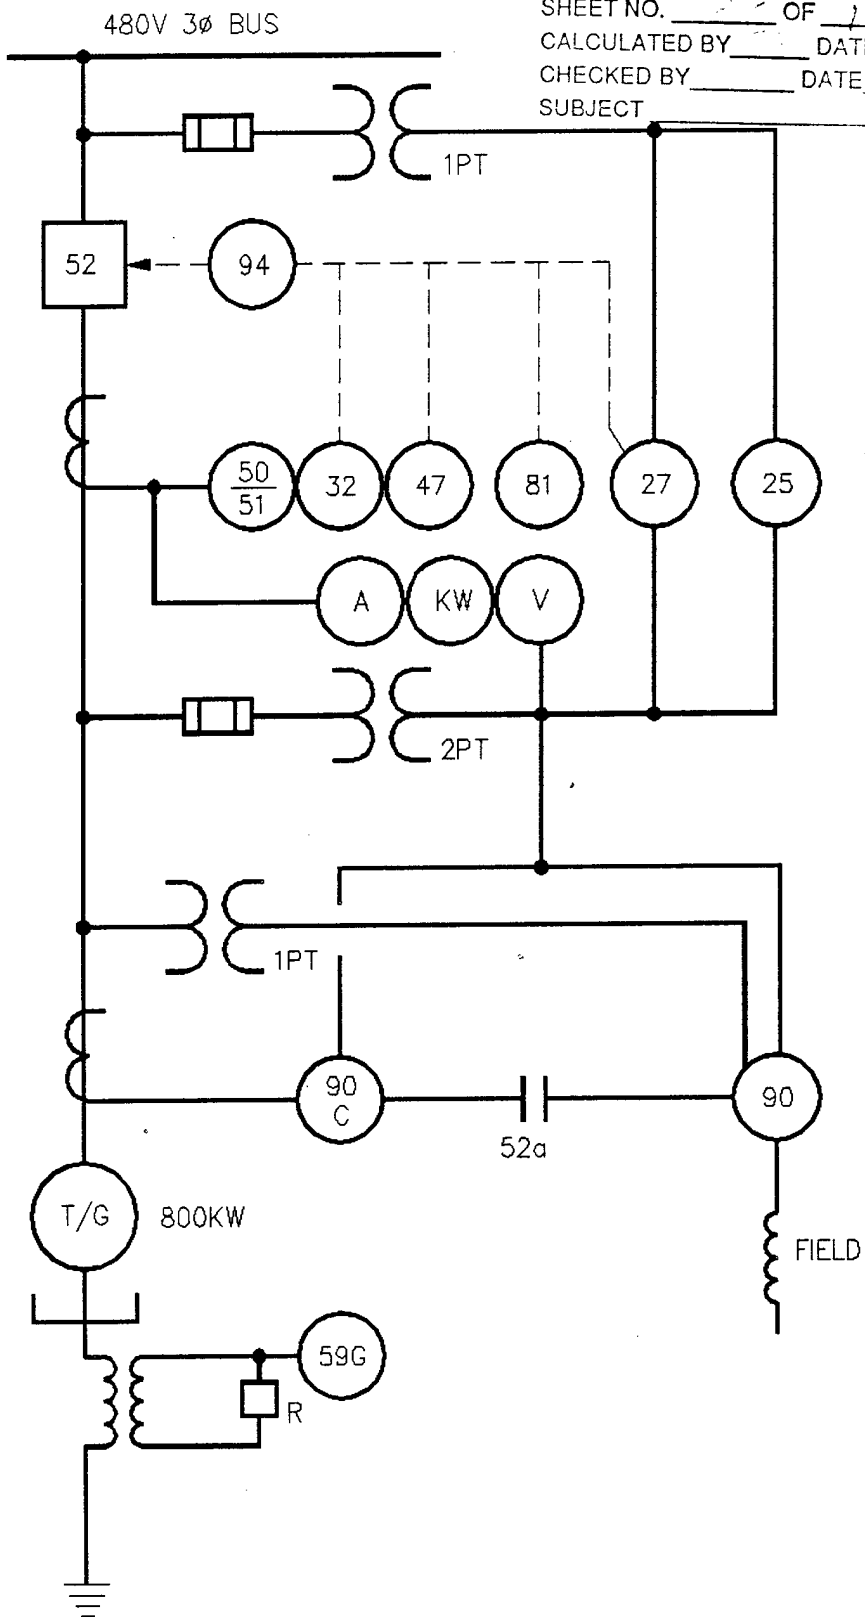 480V 3ø BUS
SHEET NO. OF
CALCULATED BY
CHECKED BY DATE
SUBJECT
1PT
52
94
50
51
32
47
81
27
25
A
KW
V
2PT
1PT
90
C
52a
90
T/G
800KW
FIELD
59G
R